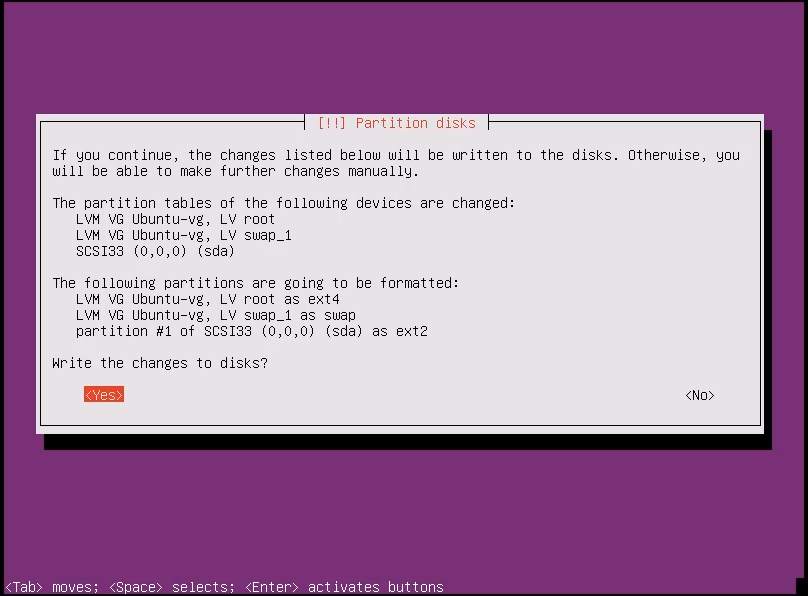 [!!] Partition disks
If you continue, the changes listed below will be written to the disks. Otherwise, you
will be able to make further changes manually.
The partition tables of the following devices are changed:
LVM VG Ubuntu-vg, LV root
LVM VG Ubuntu-vg, LV swap_1
SCSI33 (0,0,0) (sda)
The following partitions are going to be formatted:
LVM VG Ubuntu-vg, LV root as ext4
LVM VG Ubuntu-vg, LV swap_1 as swap
partition #1 of SCSI33 (0,0,0) (sda) as ext2
Write the changes to disks?
<Yes> <No>
<Tab> moves; <Space> selects; <Enter> activates buttons